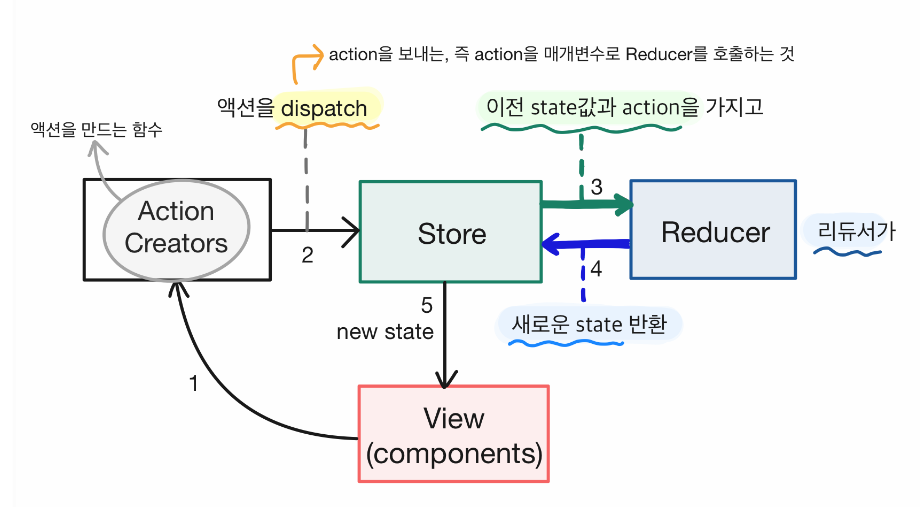 action을 보내는, 즉 action을 매개변수로 Reducer를 호출하는 것
액션을 dispatch
이전 state값과 action을 가지고
액션을 만드는 함수
Action
Creators
2
Store
3
4
Reducer
리듀서가
5
new state
새로운 state 반환
1
View
(components)